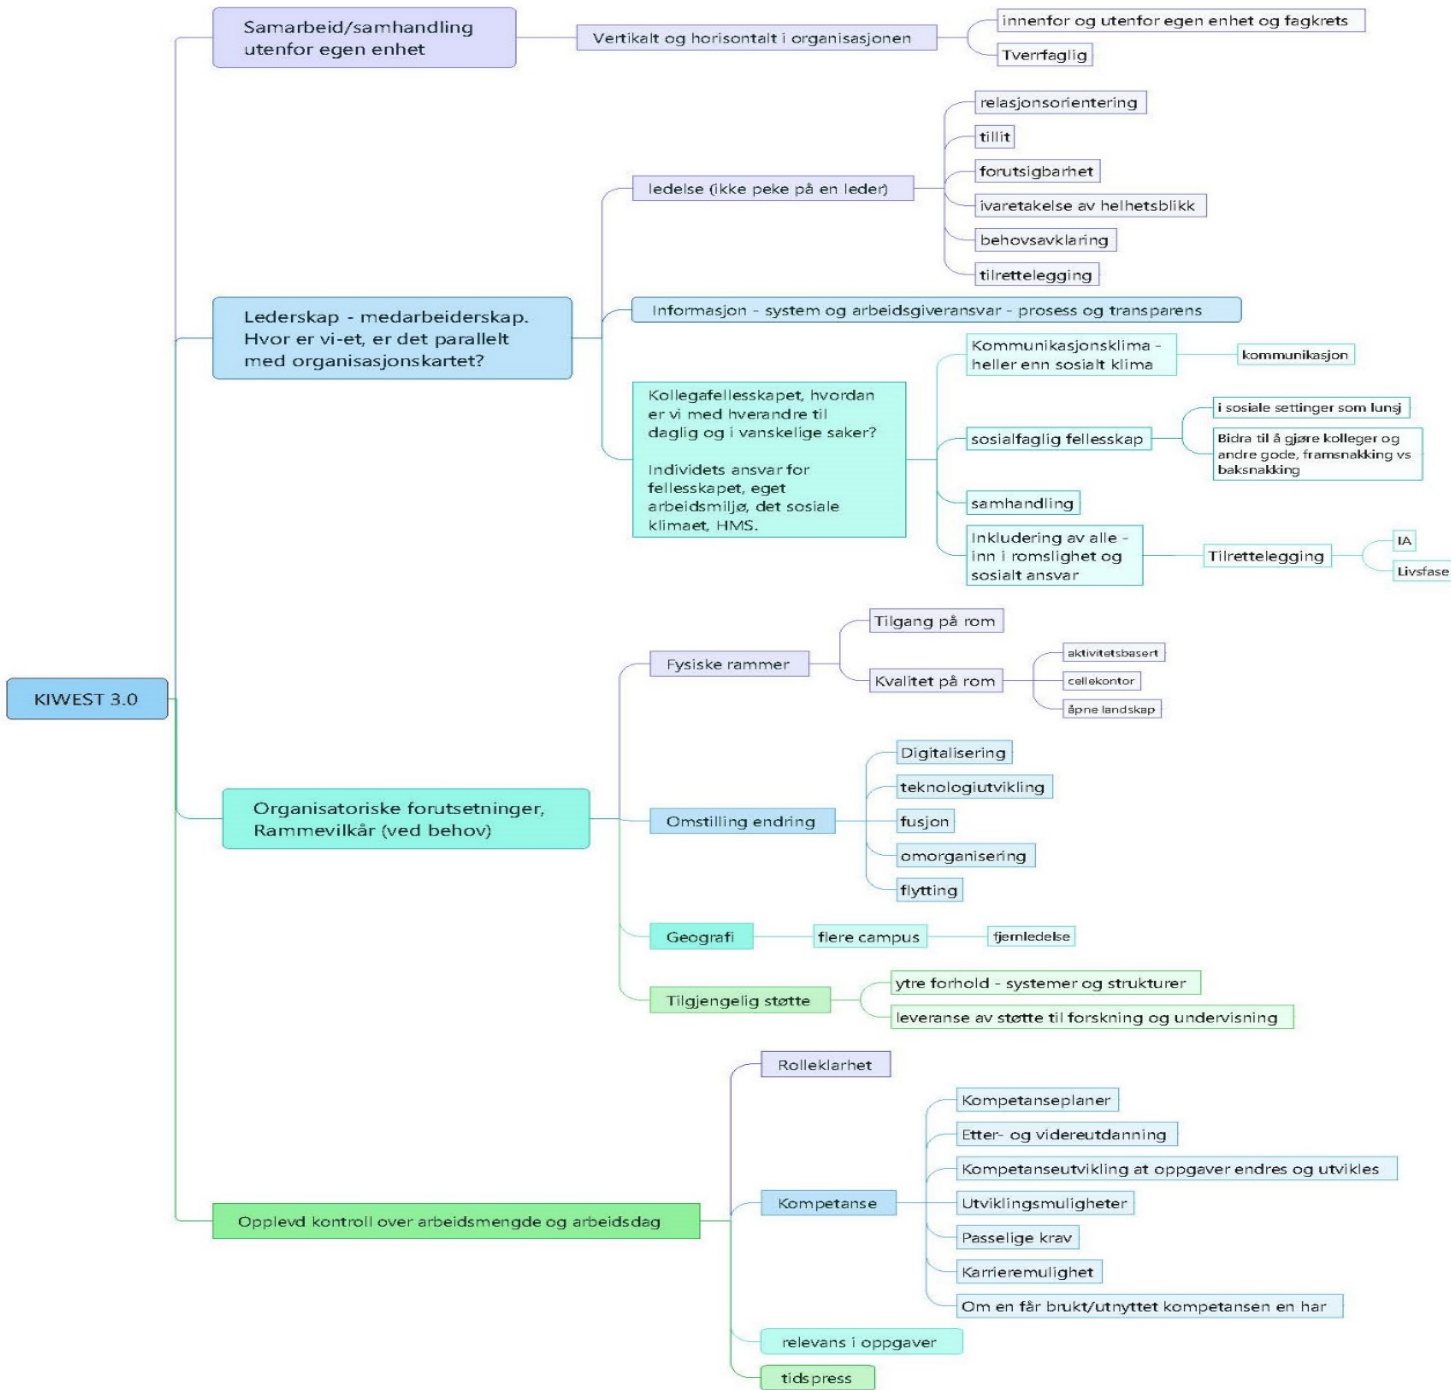 Samarbeid/samhandling
utenfor egen enhet
Vertikalt og horisontalt i organisasjonen
innenfor og utenfor egen enhet og fagkrets
Tverrfaglig
Lederskap - medarbeiderskap.
Hvor er vi-et, er det parallelt
med organisasjonskartet?
ledelse (ikke peke på en leder)
relasjonsorientering
tillit
forutsigbarhet
ivaretakelse av helhetsblikk
behovsavklaring
tilrettelegging
Informasjon - system og arbeidsgiveransvar - prosess og transparens
Kollegafellesskapet, hvordan
er vi med hverandre til
daglig og i vanskelige saker?
Individets ansvar for
fellesskapet, eget
arbeidsmiljø, det sosiale
klimaet, HMS.
Kommunikasjonsklima -
heller enn sosialt klima
kommunikasjon
sosialfaglig fellesskap
i sosiale settinger som lunsj
Bidra til å gjøre kolleger og
andre gode, framsnakking vs
baksnakking
samhandling
Inkludering av alle -
inn i romslighet og
sosialt ansvar
Tilrettelegging
IA
Livsfase
KIWEST 3.0
Organisatoriske forutsetninger,
Rammevilkår (ved behov)
Fysiske rammer
Tilgang på rom
Kvalitet på rom
aktivitetsbasert
cellekontor
åpne landskap
Omstilling endring
Digitalisering
teknologiutvikling
fusjon
omorganisering
flytting
Geografi
flere campus
fjernledelse
Tilgjengelig støtte
ytre forhold - systemer og strukturer
leveranse av støtte til forskning og undervisning
Opplevd kontroll over arbeidsmengde og arbeidsdag
Rolleklarhet
Kompetanse
Kompetanseplaner
Etter- og videreutdanning
Kompetanseutvikling at oppgaver endres og utvikles
Utviklingsmuligheter
Passelige krav
Karrieremulighet
Om en får brukt/utnyttet kompetansen en har
relevans i oppgaver
tidspress